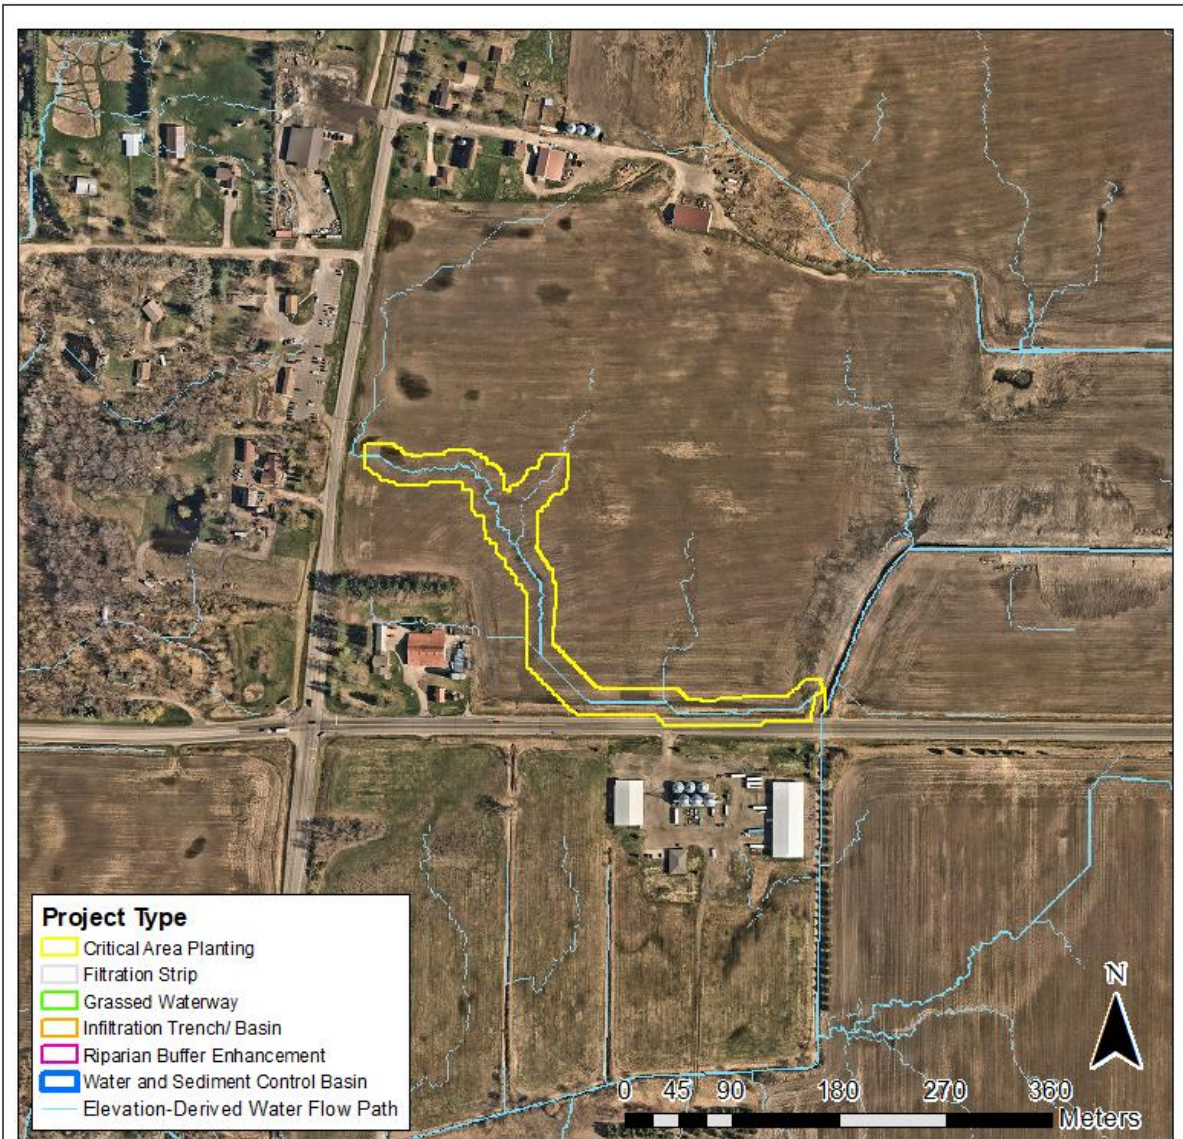 Project Type
Critical Area Planting
Filtration Strip
Grassed Waterway
Infiltration Trench/ Basin
Riparian Buffer Enhancement
Water and Sediment Control Basin
Elevation-Derived Water Flow Path
N
0 45 90 180 270 360
Meters